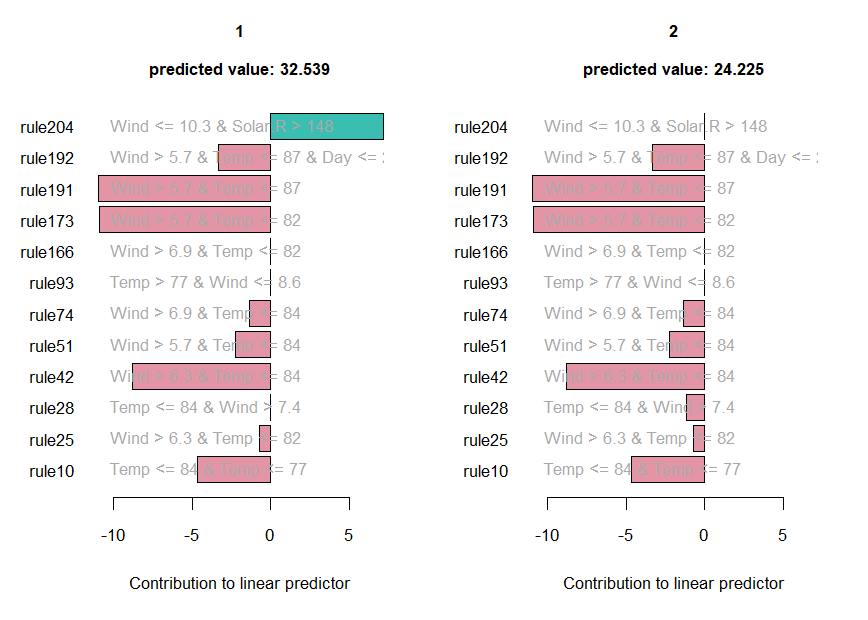 1
predicted value: 32.539
rule204 Wind <= 10.3 & Solar.R > 148
rule192 Wind > 5.7 & Temp <= 87 & Day <=
rule191 Wind > 5.7 & Temp <= 87
rule173 Wind > 5.7 & Temp <= 82
rule166 Wind > 6.9 & Temp <= 82
rule93 Temp > 77 & Wind <= 8.6
rule74 Wind > 6.9 & Temp <= 84
rule51 Wind > 5.7 & Temp <= 84
rule42 Wind > 6.3 & Temp <= 84
rule28 Temp <= 84 & Wind > 7.4
rule25 Wind > 6.3 & Temp <= 82
rule10 Temp <= 84 & Temp <= 77
-10 -5 0 5
Contribution to linear predictor
2
predicted value: 24.225
rule204 Wind <= 10.3 & Solar.R > 148
rule192 Wind > 5.7 & Temp <= 87 & Day <=
rule191 Wind > 5.7 & Temp <= 87
rule173 Wind > 5.7 & Temp <= 82
rule166 Wind > 6.9 & Temp <= 82
rule93 Temp > 77 & Wind <= 8.6
rule74 Wind > 6.9 & Temp <= 84
rule51 Wind > 5.7 & Temp <= 84
rule42 Wind > 6.3 & Temp <= 84
rule28 Temp <= 84 & Wind > 7.4
rule25 Wind > 6.3 & Temp <= 82
rule10 Temp <= 84 & Temp <= 77
-10 -5 0 5
Contribution to linear predictor